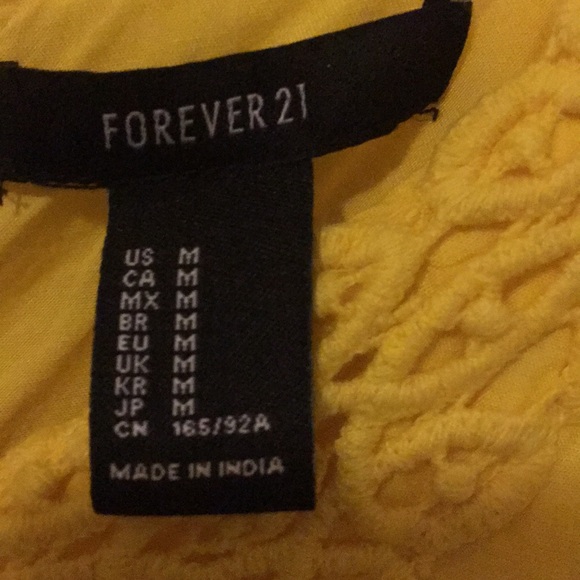 FOREVER 21
US M
CA M
MX M
BR M
EU M
UK M
KR M
JP M
CN 165/92A
MADE IN INDIA